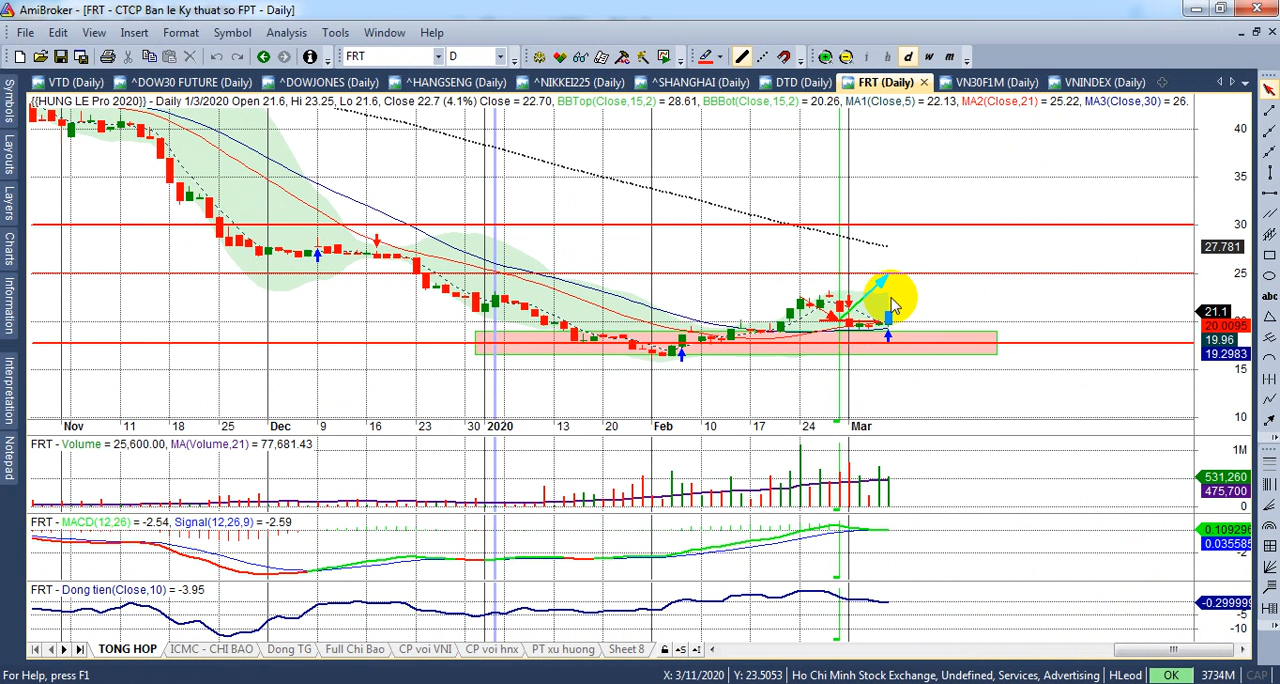 AmiBroker - [FRT - CTCP Ban le Ky thuat so FPT - Daily]
File Edit View Insert Format Symbol Analysis Tools Window Help
FRT D i h d w m
VTD (Daily) ^DOW30 FUTURE (Daily) ^DOWJONES (Daily) ^HANGSENG (Daily) ^NIKKEI225 (Daily) ^SHANGHAI (Daily) DTD (Daily) FRT (Daily) VN30F1M (Daily) VNINDEX (Daily)
{{HUNG LE Pro 2020}} - Daily 1/3/2020 Open 21.6, Hi 23.25, Lo 21.6, Close 22.7 (4.1%) Close = 22.70, BBTop(Close,15,2) = 28.61, BBBot(Close,15,2) = 20.26, MA1(Close,5) = 22.13, MA2(Close,21) = 25.22, MA3(Close,30) = 26.
Symbols
Layouts
Layers
Charts
Information
Interpretation
Notepad
abc
40
35
30
27.781
25
21.1
20.0095
19.96
19.2983
15
10
Nov 11 18 25 Dec 9 16 23 30 2020 13 20 Feb 10 17 24 Mar
FRT - Volume = 25,600.00, MA(Volume,21) = 77,681.43
1M
531,260
475,700
0
FRT - MACD(12,26) = -2.54, Signal(12,26,9) = -2.59
0.109296
0.035585
-2
FRT - Dong tien(Close,10) = -3.95
-0.299999
-5
-10
TONG HOP ICMC - CHI BAO Dong TG Full Chi Bao CP voi VNI CP voi hnx PT xu huong Sheet 8
For Help, press F1 X: 3/11/2020 Y: 23.5053 Ho Chi Minh Stock Exchange, Undefined, Services, Advertising HLeod OK 3734M CAP